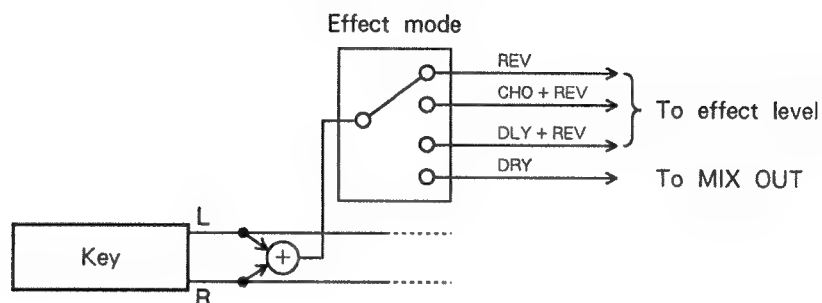 Effect mode
REV
CHO + REV
To effect level
DLY + REV
DRY
To MIX OUT
L
Key
+
R